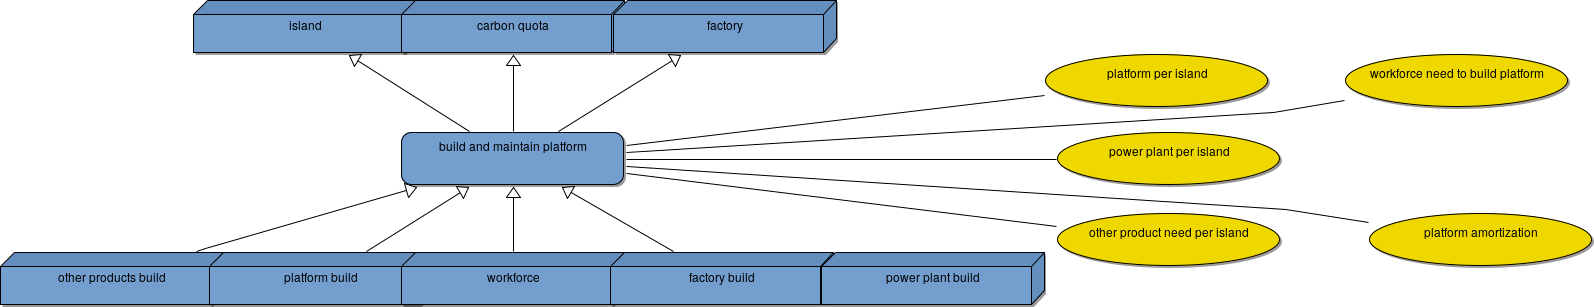 island
carbon quota
factory
platform per island
workforce need to build platform
build and maintain platform
power plant per island
other product need per island
platform amortization
other products build
platform build
workforce
factory build
power plant build